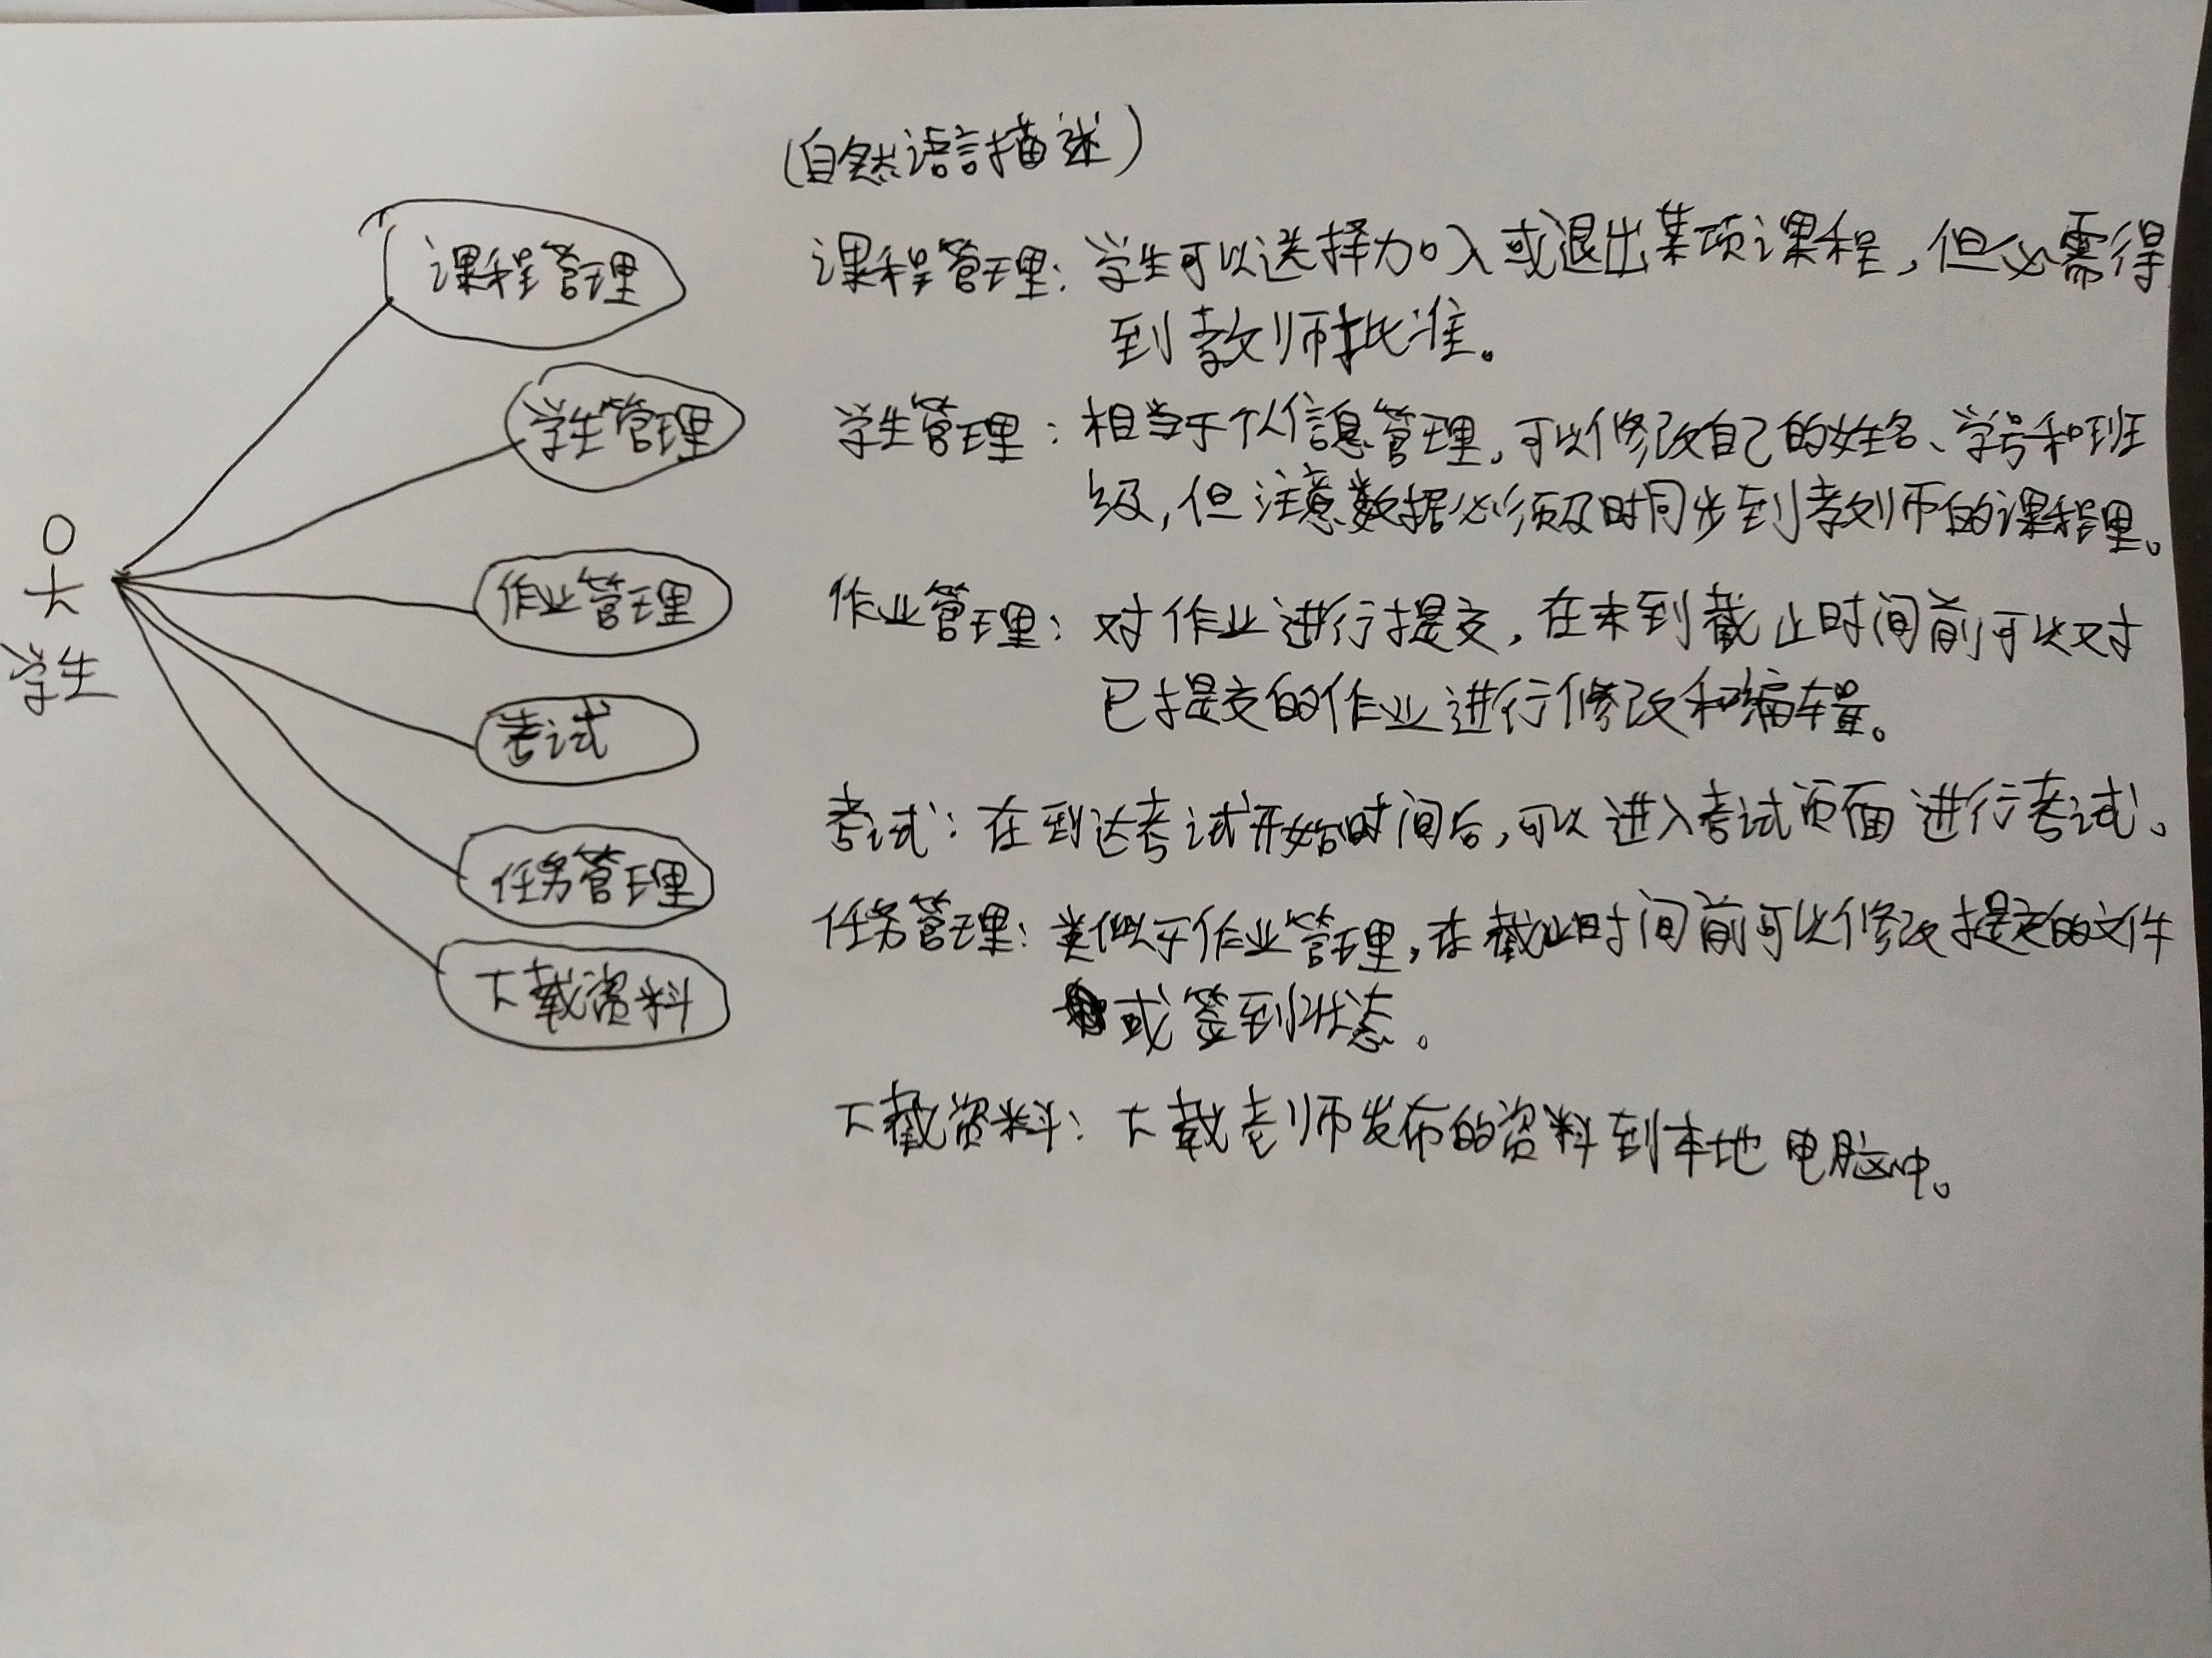 (自然语言描述)
课程管理
学生管理
作业管理
考试
任务管理
下载资料
学生
课程管理：学生可以选择加入或退出某项课程，但必需得
到教师批准。
学生管理：相当于个人信息管理，可以修改自己的姓名、学号和班
级，但注意数据必须及时同步到教师的课程里。
作业管理：对作业进行提交，在未到截止时间前可以对
已提交的作业进行修改和编辑。
考试：在到达考试开始时间后，可以进入考试页面进行考试。
任务管理：类似于作业管理，在截止时间前可以修改提交的文件
或签到状态。
下载资料：下载老师发布的资料到本地电脑中。